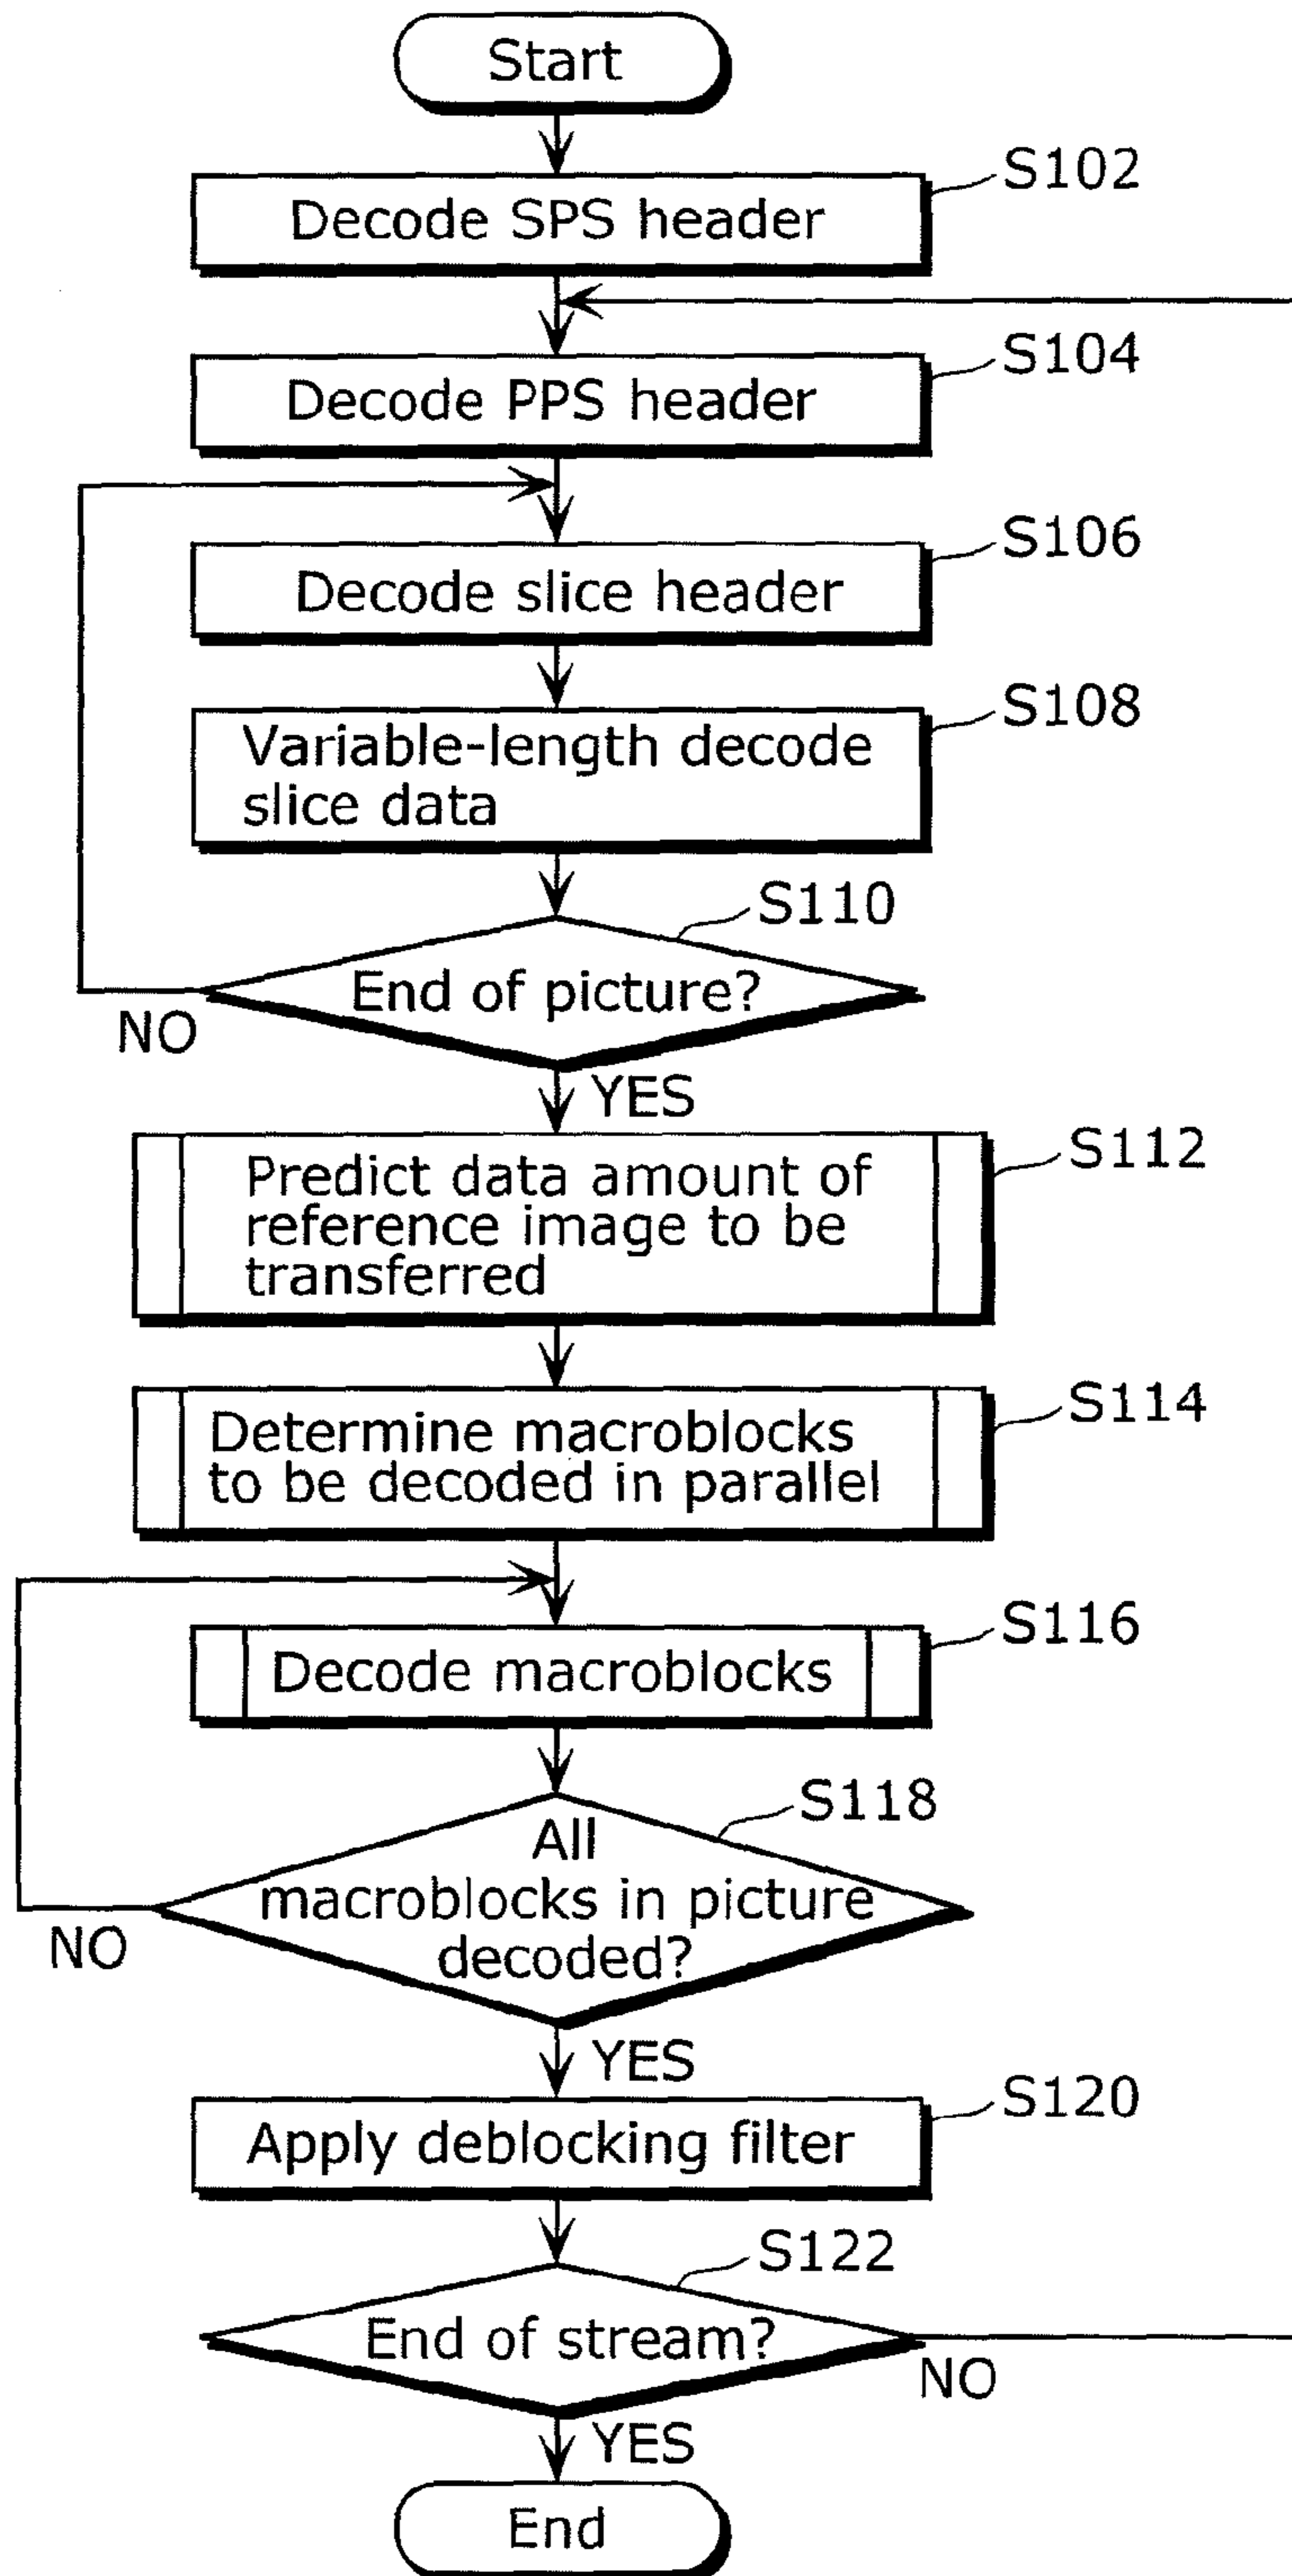 Start
S102
Decode SPS header
S104
Decode PPS header
S106
Decode slice header
S108
Variable-length decode
slice data
S110
End of picture?
NO
YES
S112
Predict data amount of
reference image to be
transferred
S114
Determine macroblocks
to be decoded in parallel
S116
Decode macroblocks
S118
All
macroblocks in picture
decoded?
NO
YES
S120
Apply deblocking filter
S122
End of stream?
NO
YES
End